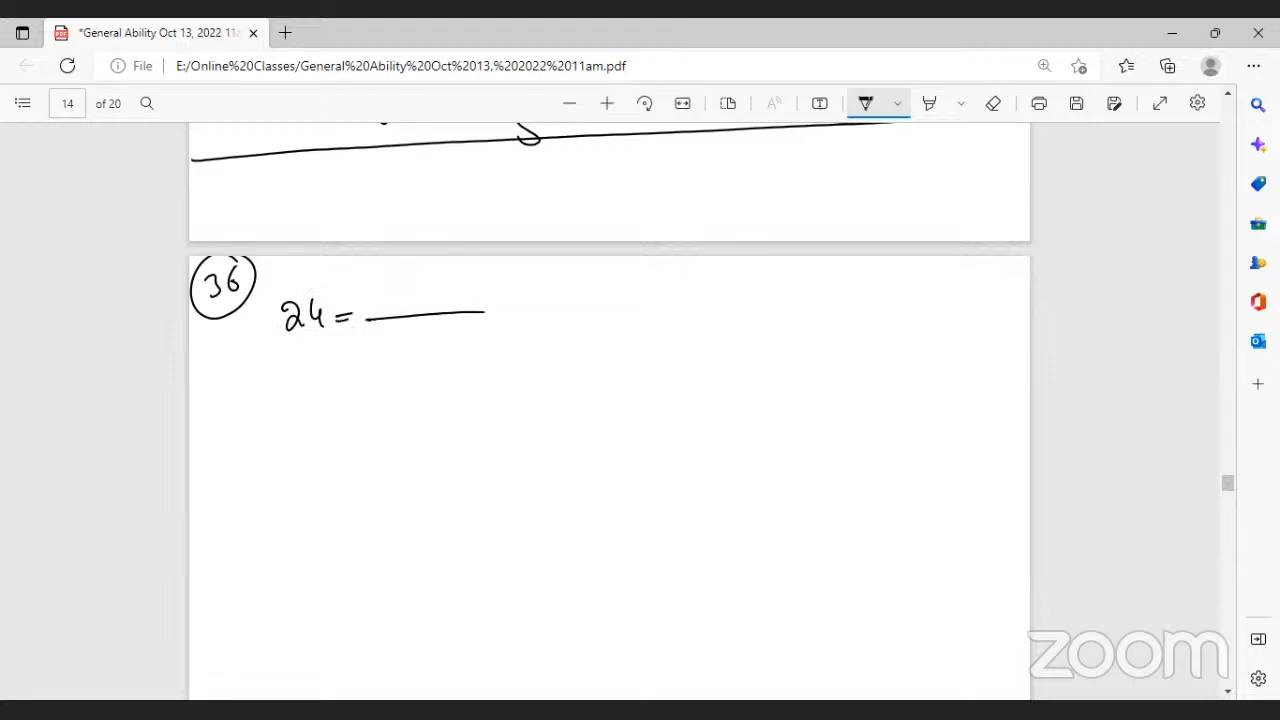 *General Ability Oct 13, 2022 11a
File
E:/Online%20Classes/General%20Ability%20Oct%2013,%202022%2011am.pdf
14 of 20
36
24 =
zoom